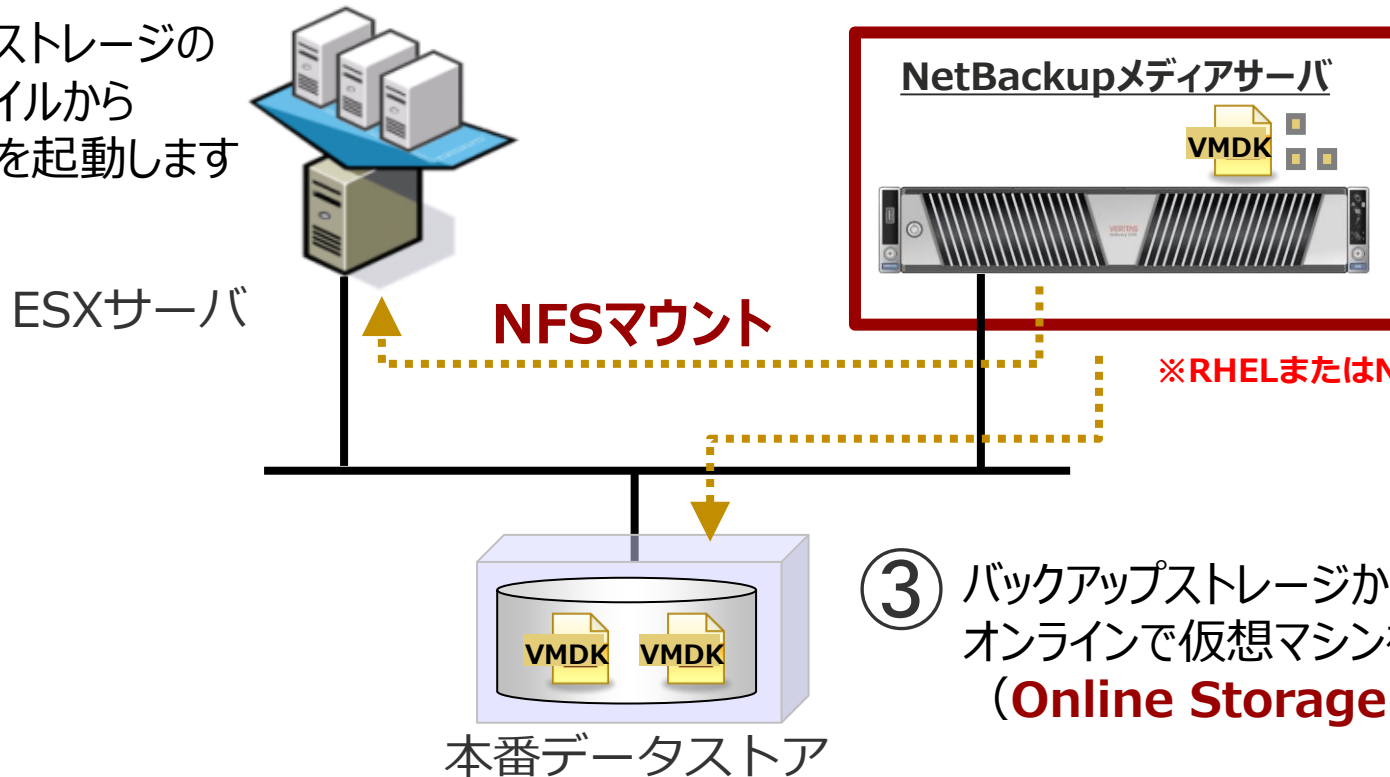 ストレージの
イルから
を起動します
ESXサーバ
NFSマウント
NetBackupメディアサーバ
VMDK
VERITAS
※RHELまたは
VMDK VMDK
本番データストア
③ バックアップストレージか
オンラインで仮想マシン
（Online Storage